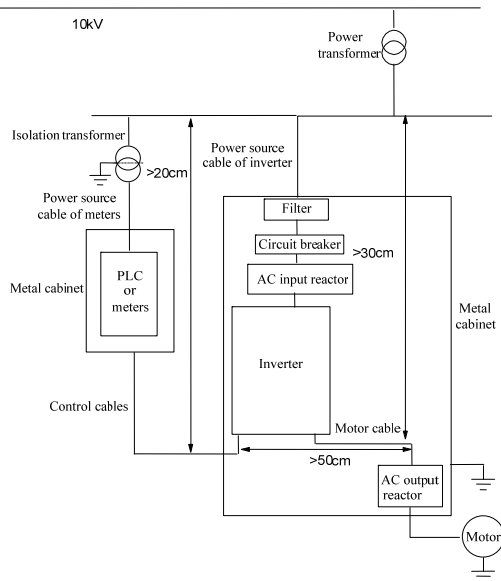 10kV
Power
transformer
Isolation transformer
>20cm
Power source
cable of inverter
Power source
cable of meters
Filter
Circuit breaker
>30cm
AC input reactor
Metal cabinet
PLC
or
meters
Metal
cabinet
Inverter
Control cables
Motor cable
>50cm
AC output
reactor
Motor